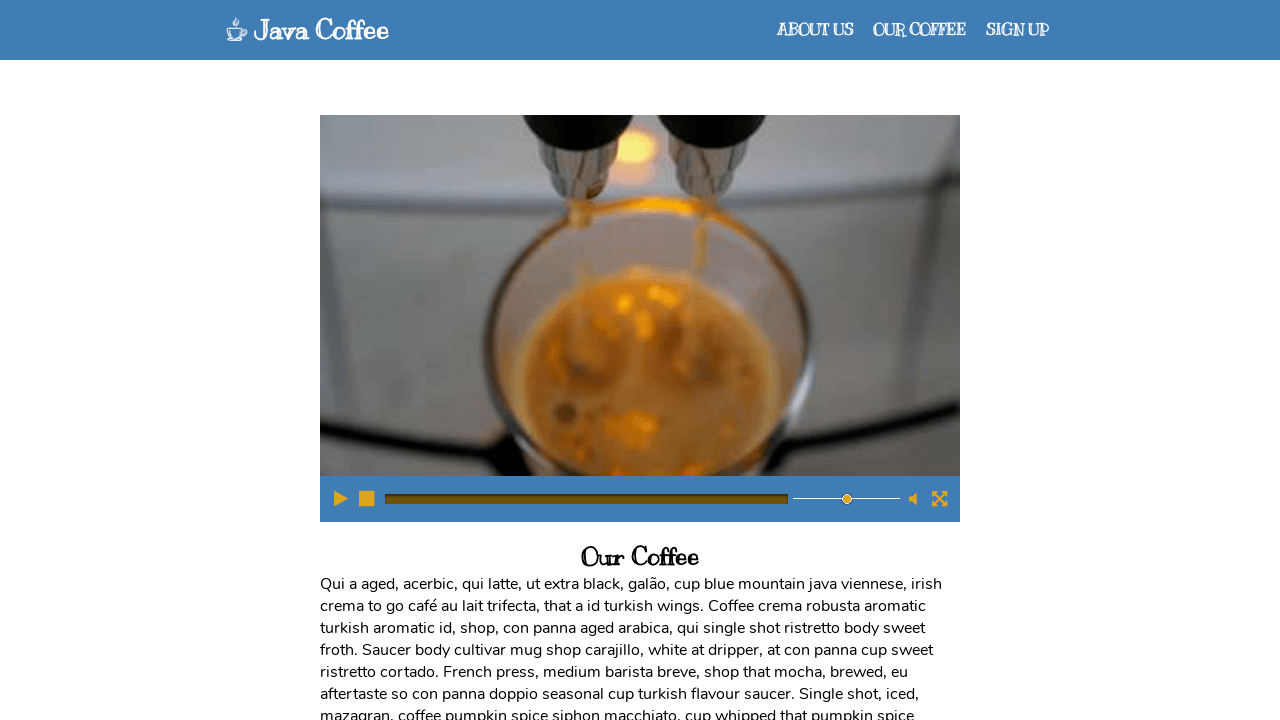 Java Coffee
ABOUT US OUR COFFEE SIGN UP
Our Coffee
Qui a aged, acerbic, qui latte, ut extra black, galão, cup blue mountain java viennese, irish
crema to go café au lait trifecta, that a id turkish wings. Coffee crema robusta aromatic
turkish aromatic id, shop, con panna aged arabica, qui single shot ristretto body sweet
froth. Saucer body cultivar mug shop carajillo, white at dripper, at con panna cup sweet
ristretto cortado. French press, medium barista breve, shop that mocha, brewed, eu
aftertaste so con panna doppio seasonal cup turkish flavour saucer. Single shot, iced,
mazagran, coffee pumpkin spice siphon macchiato, cup whipped that pumpkin spice